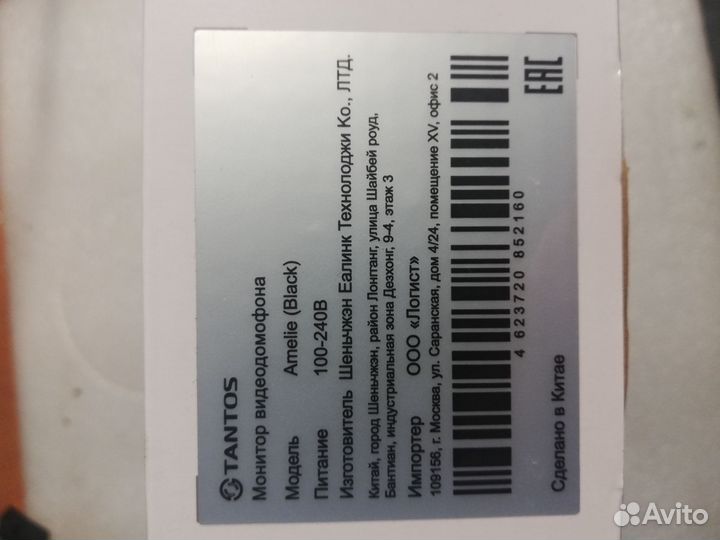 TANTOS
Монитор видеодомофона
Модель Amelie (Black)
Питание 100-240В
Изготовитель Шеньчжэн Еалинк Технолоджи Ко., ЛТД.
Китай, город Шеньчжэн, район Лонгганг, улица Шайбей роуд,
Бантиан, индустриальная зона Дезхонг, 9-4, этаж 3
Импортер ООО «Логист»
109156, г. Москва, ул. Саранская, дом 4/24, помещение XV, офис 2
4 623720 852160
Сделано в Китае
EAC
Avito